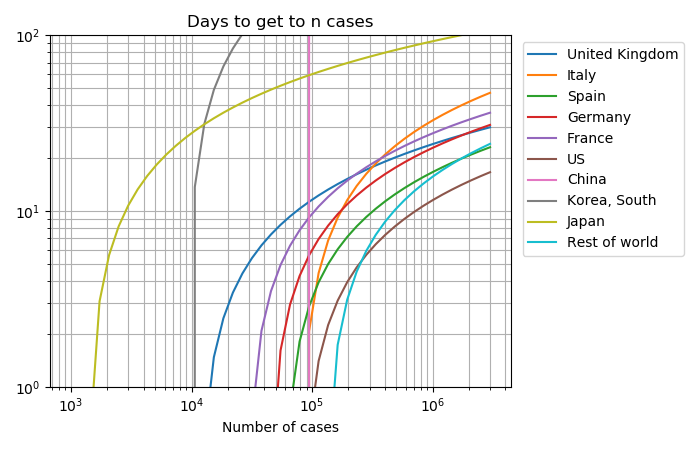 Days to get to n cases
10²
10¹
10⁰
10³
10⁴
10⁵
10⁶
Number of cases
United Kingdom
Italy
Spain
Germany
France
US
China
Korea, South
Japan
Rest of world